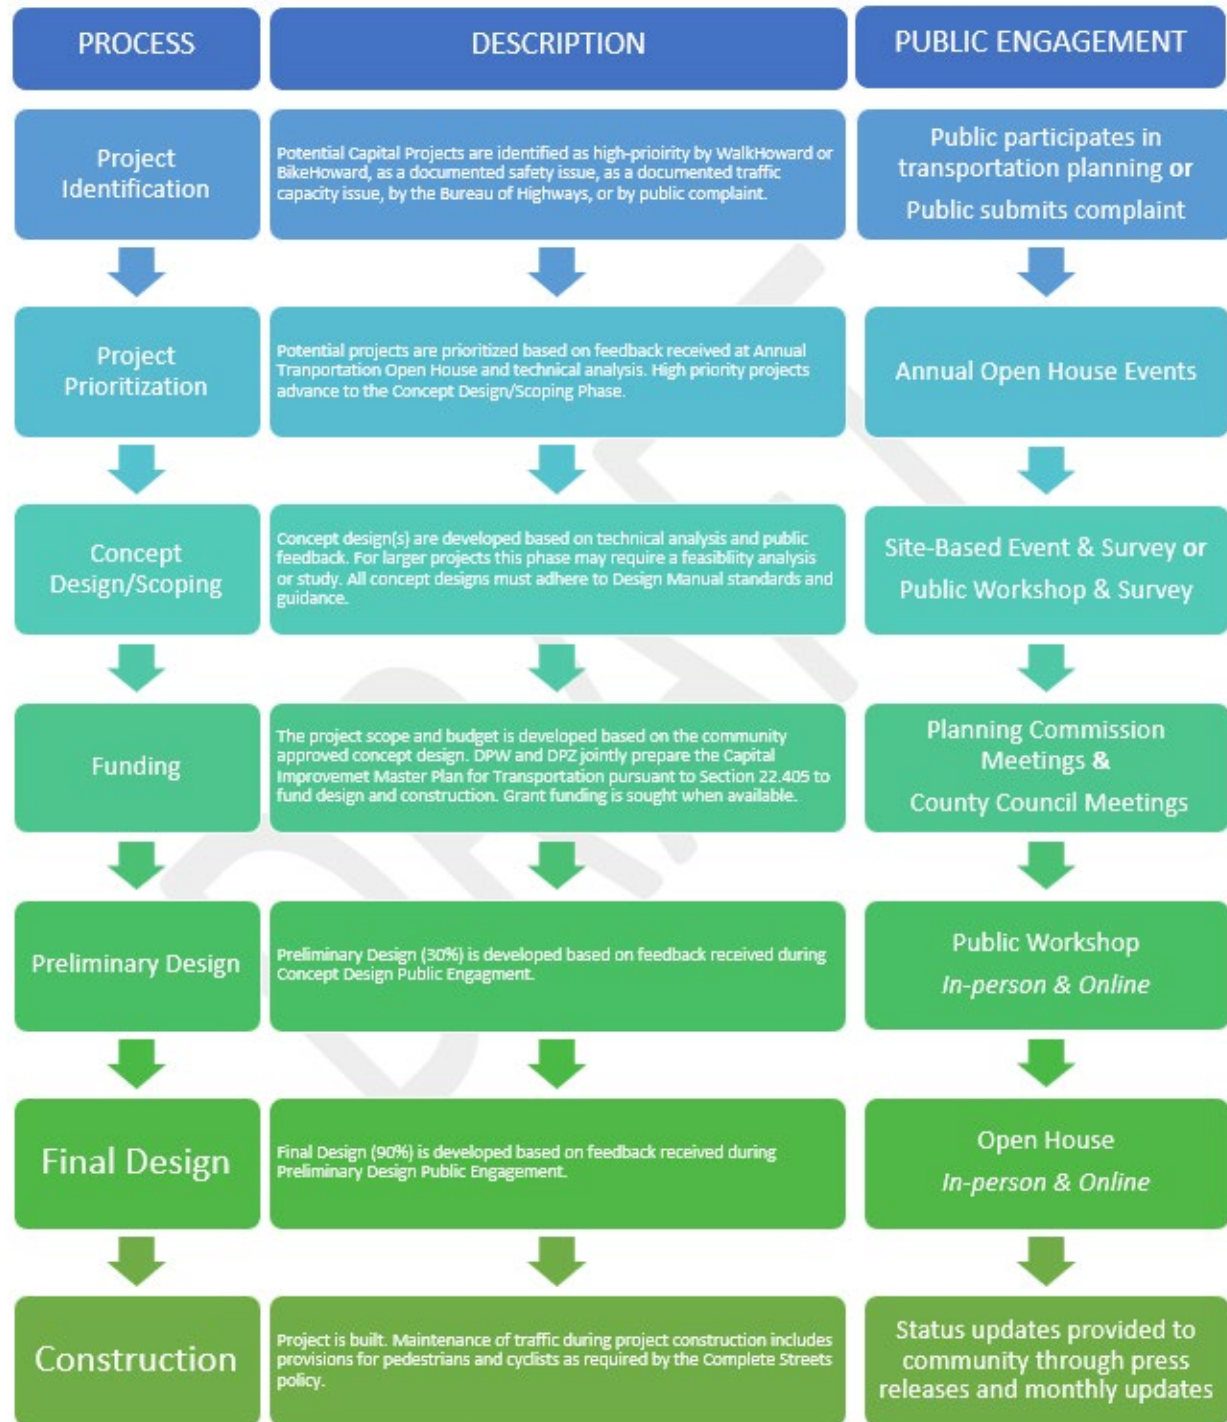 PROCESS
DESCRIPTION
PUBLIC ENGAGEMENT
Project
Identification
Potential Capital Projects are identified as high-prioirity by WalkHoward or
BikeHoward, as a documented safety issue, as a documented traffic
capacity issue, by the Bureau of Highways, or by public complaint.
Public participates in
transportation planning or
Public submits complaint
Project
Prioritization
Potential projects are prioritized based on feedback received at Annual
Tranportation Open House and technical analysis. High priority projects
advance to the Concept Design/Scoping Phase.
Annual Open House Events
Concept
Design/Scoping
Concept design(s) are developed based on technical analysis and public
feedback. For larger projects this phase may require a feasibliity analysis
or study. All concept designs must adhere to Design Manual standards and
guidance.
Site-Based Event & Survey or
Public Workshop & Survey
Funding
The project scope and budget is developed based on the community
approved concept design. DPW and DPZ jointly prepare the Capital
Improvemet Master Plan for Transportation pursuant to Section 22.405 to
fund design and construction. Grant funding is sought when available.
Planning Commission
Meetings &
County Council Meetings
Preliminary Design
Preliminary Design (30%) is developed based on feedback received during
Concept Design Public Engagment.
Public Workshop
In-person & Online
Final Design
Final Design (90%) is developed based on feedback received during
Preliminary Design Public Engagement.
Open House
In-person & Online
Construction
Project is built. Maintenance of traffic during project construction includes
provisions for pedestrians and cyclists as required by the Complete Streets
policy.
Status updates provided to
community through press
releases and monthly updates
DRAFT